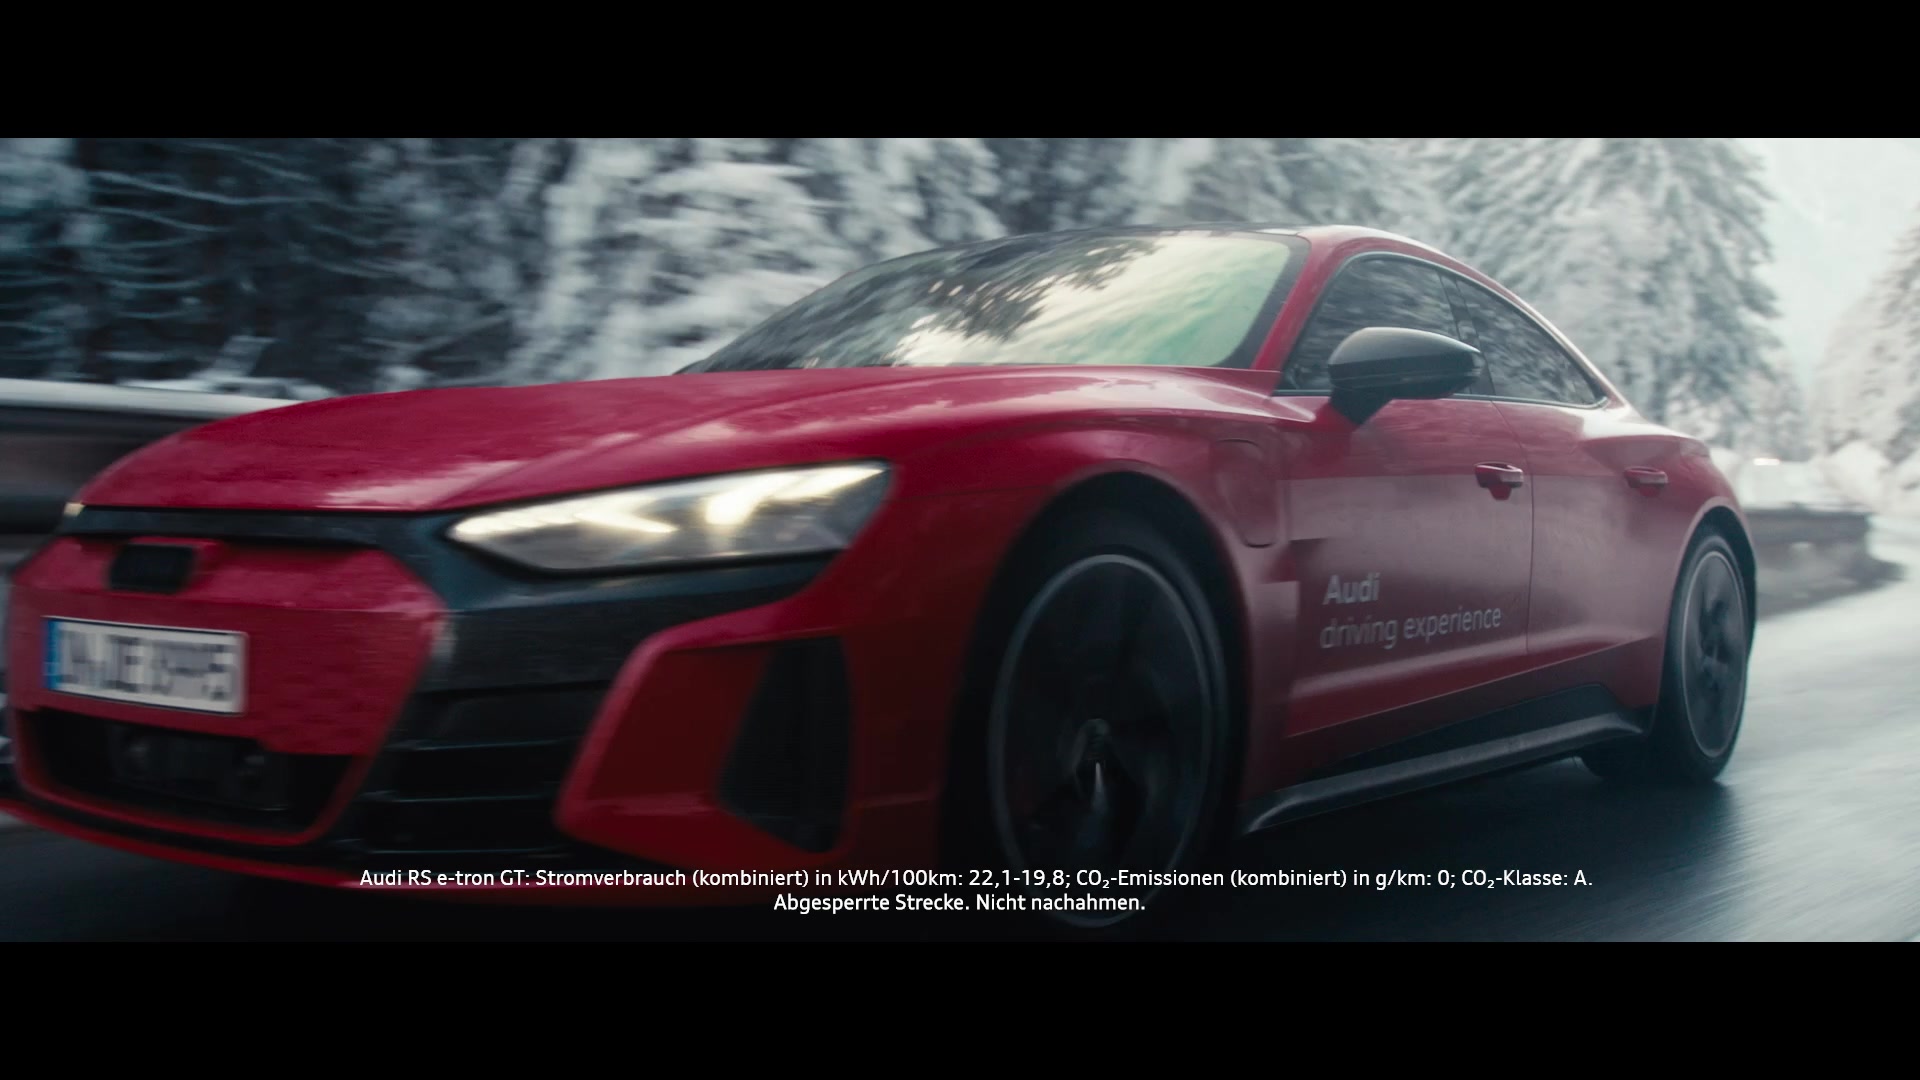 Audi
driving experience
Audi RS e-tron GT: Stromverbrauch (kombiniert) in kWh/100km: 22,1-19,8; CO₂-Emissionen (kombiniert) in g/km: 0; CO₂-Klasse: A.
Abgesperrte Strecke. Nicht nachahmen.